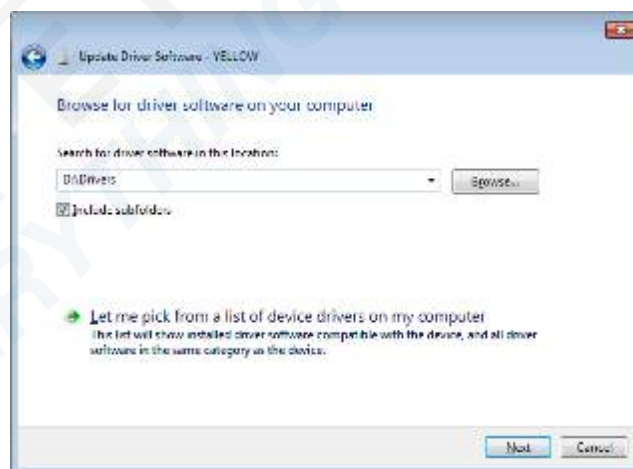 Update Driver Software - YELLOW
Browse for driver software on your computer
Search for driver software in this location:
D:\Drivers
Browse...
Include subfolders
Let me pick from a list of device drivers on my computer
This list will show installed driver software compatible with the device, and all driver
software in the same category as the device.
Next
Cancel